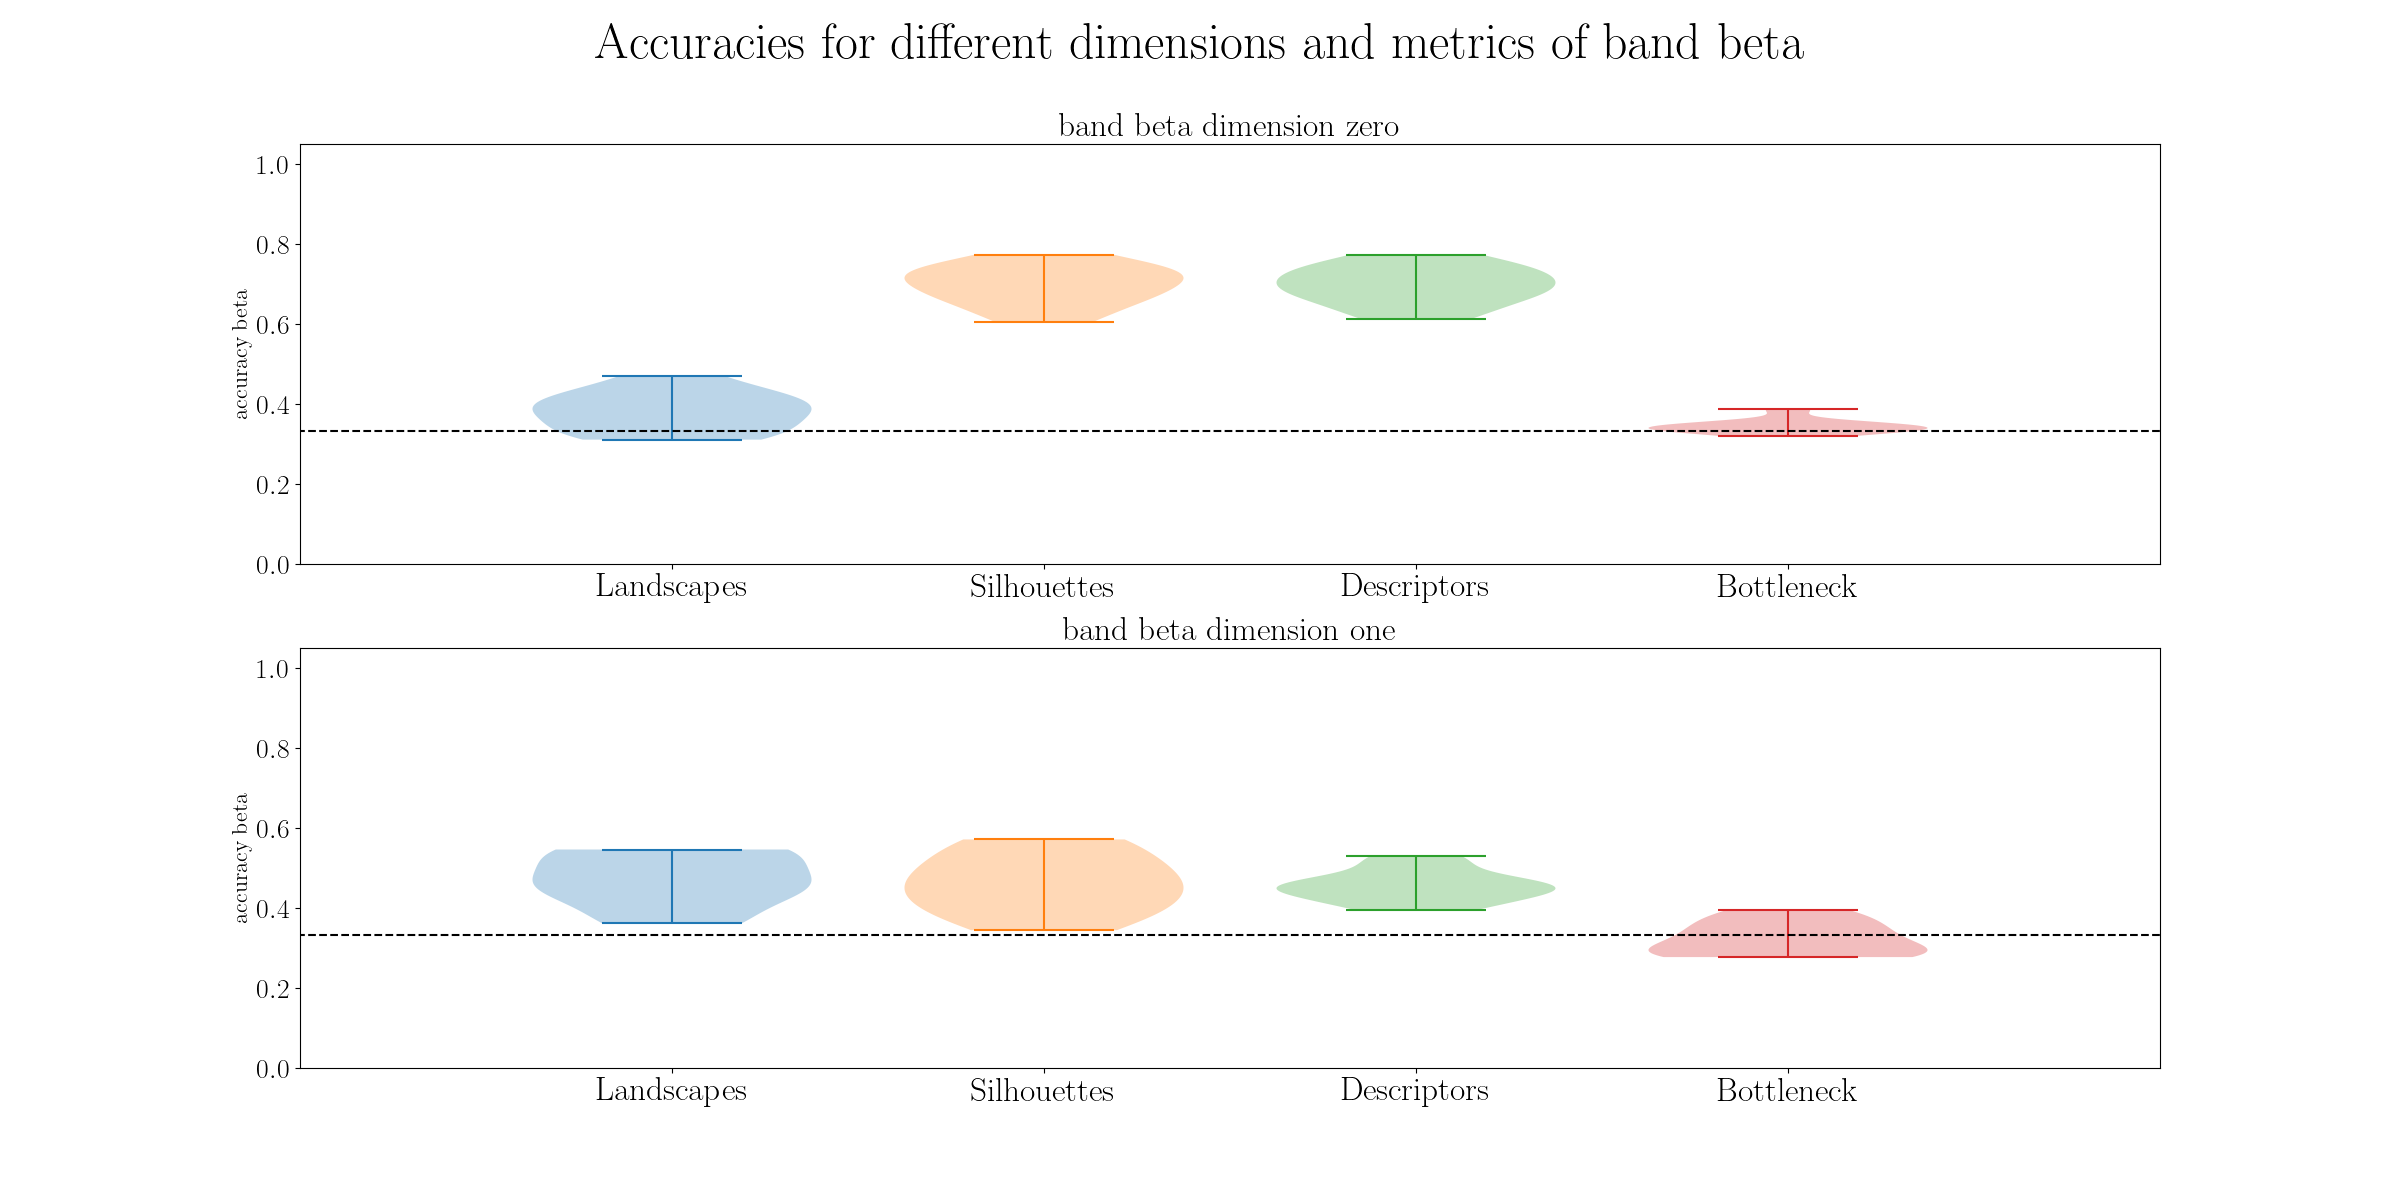 Accuracies for different dimensions and metrics of band beta
band beta dimension zero
1.0
0.8
0.6
0.4
0.2
0.0
accuracy beta
Landscapes Silhouettes Descriptors Bottleneck
band beta dimension one
1.0
0.8
0.6
0.4
0.2
0.0
accuracy beta
Landscapes Silhouettes Descriptors Bottleneck